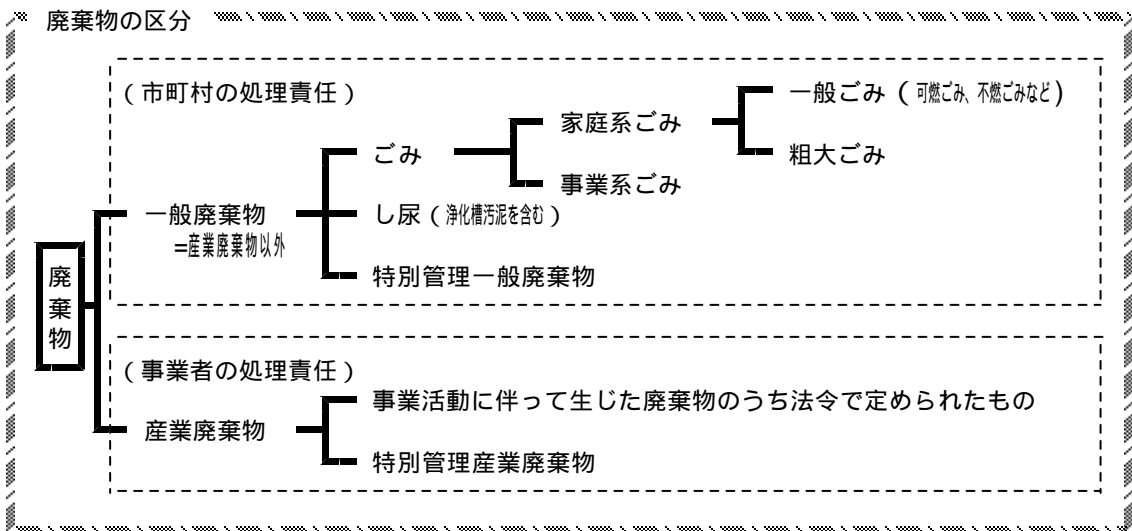 廃棄物の区分
(市町村の処理責任)
一般ごみ(可燃ごみ、不燃ごみなど)
家庭系ごみ
ごみ
粗大ごみ
事業系ごみ
一般廃棄物
し尿(浄化槽汚泥を含む)
=産業廃棄物以外
特別管理一般廃棄物
廃棄物
(事業者の処理責任)
事業活動に伴って生じた廃棄物のうち法令で定められたもの
産業廃棄物
特別管理産業廃棄物